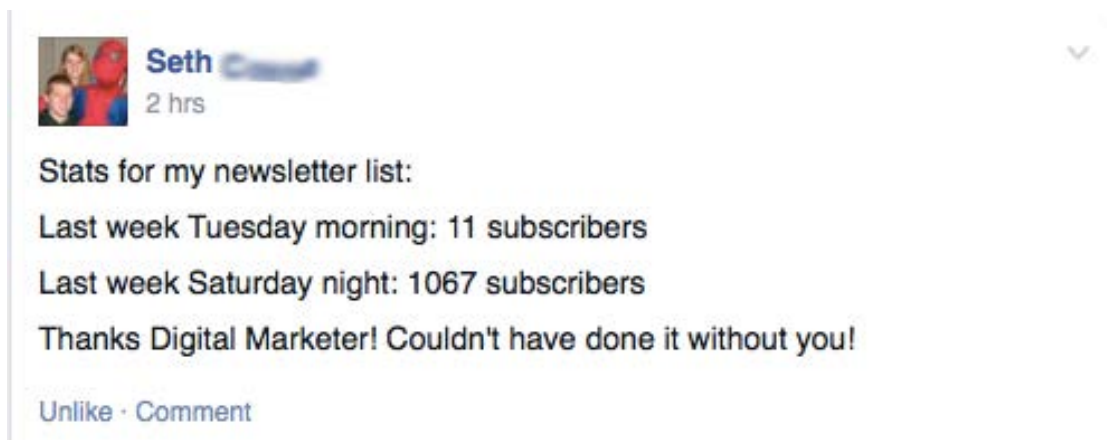 Seth
2 hrs
Stats for my newsletter list:
Last week Tuesday morning: 11 subscribers
Last week Saturday night: 1067 subscribers
Thanks Digital Marketer! Couldn't have done it without you!
Unlike · Comment